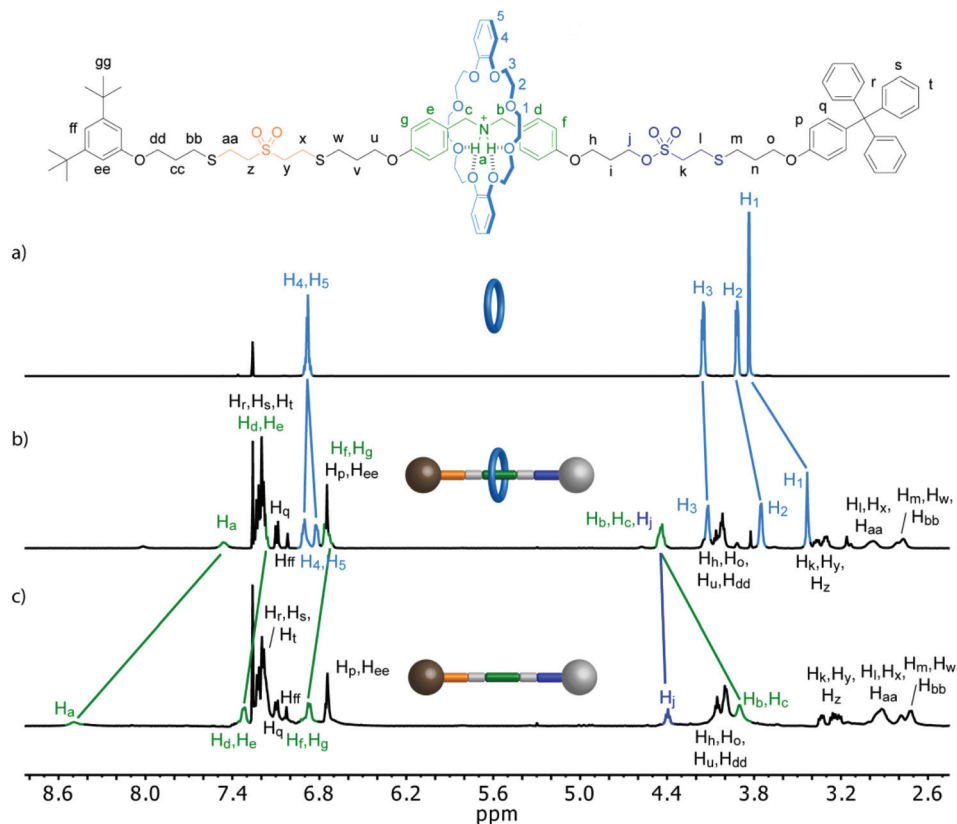 gg
ff
ee
dd
cc
bb
aa
z
y
x
w
v
u
g
e
c
b
d
f
a
h
i
j
k
l
m
n
o
p
q
r
s
t
5
4
3
2
1
O
S
O O
S
S
O
N
+
H H
O
O
O
O
O
O
O
O
O
O
S
O O
S
O
a)
H4,H5
H3
H2
H1
b)
Hr,Hs,Ht
Hd,He
Ha
Hq
Hff
H4,H5
Hf,Hg
Hp,Hee
Hb,Hc,Hj
H3
Hh,Ho,
Hu,Hdd
H2
H1
Hk,Hy,
Hz
Hl,Hx,
Haa
Hm,Hw,
Hbb
c)
Ha
Hd,He
Hr,Hs,
Ht
Hq
Hff
Hf,Hg
Hp,Hee
Hj
Hh,Ho,
Hu,Hdd
Hb,Hc
Hk,Hy,
Hz
Hl,Hx,
Haa
Hm,Hw
Hbb
8.6 8.0 7.4 6.8 6.2 5.6 5.0 4.4 3.8 3.2 2.6
ppm